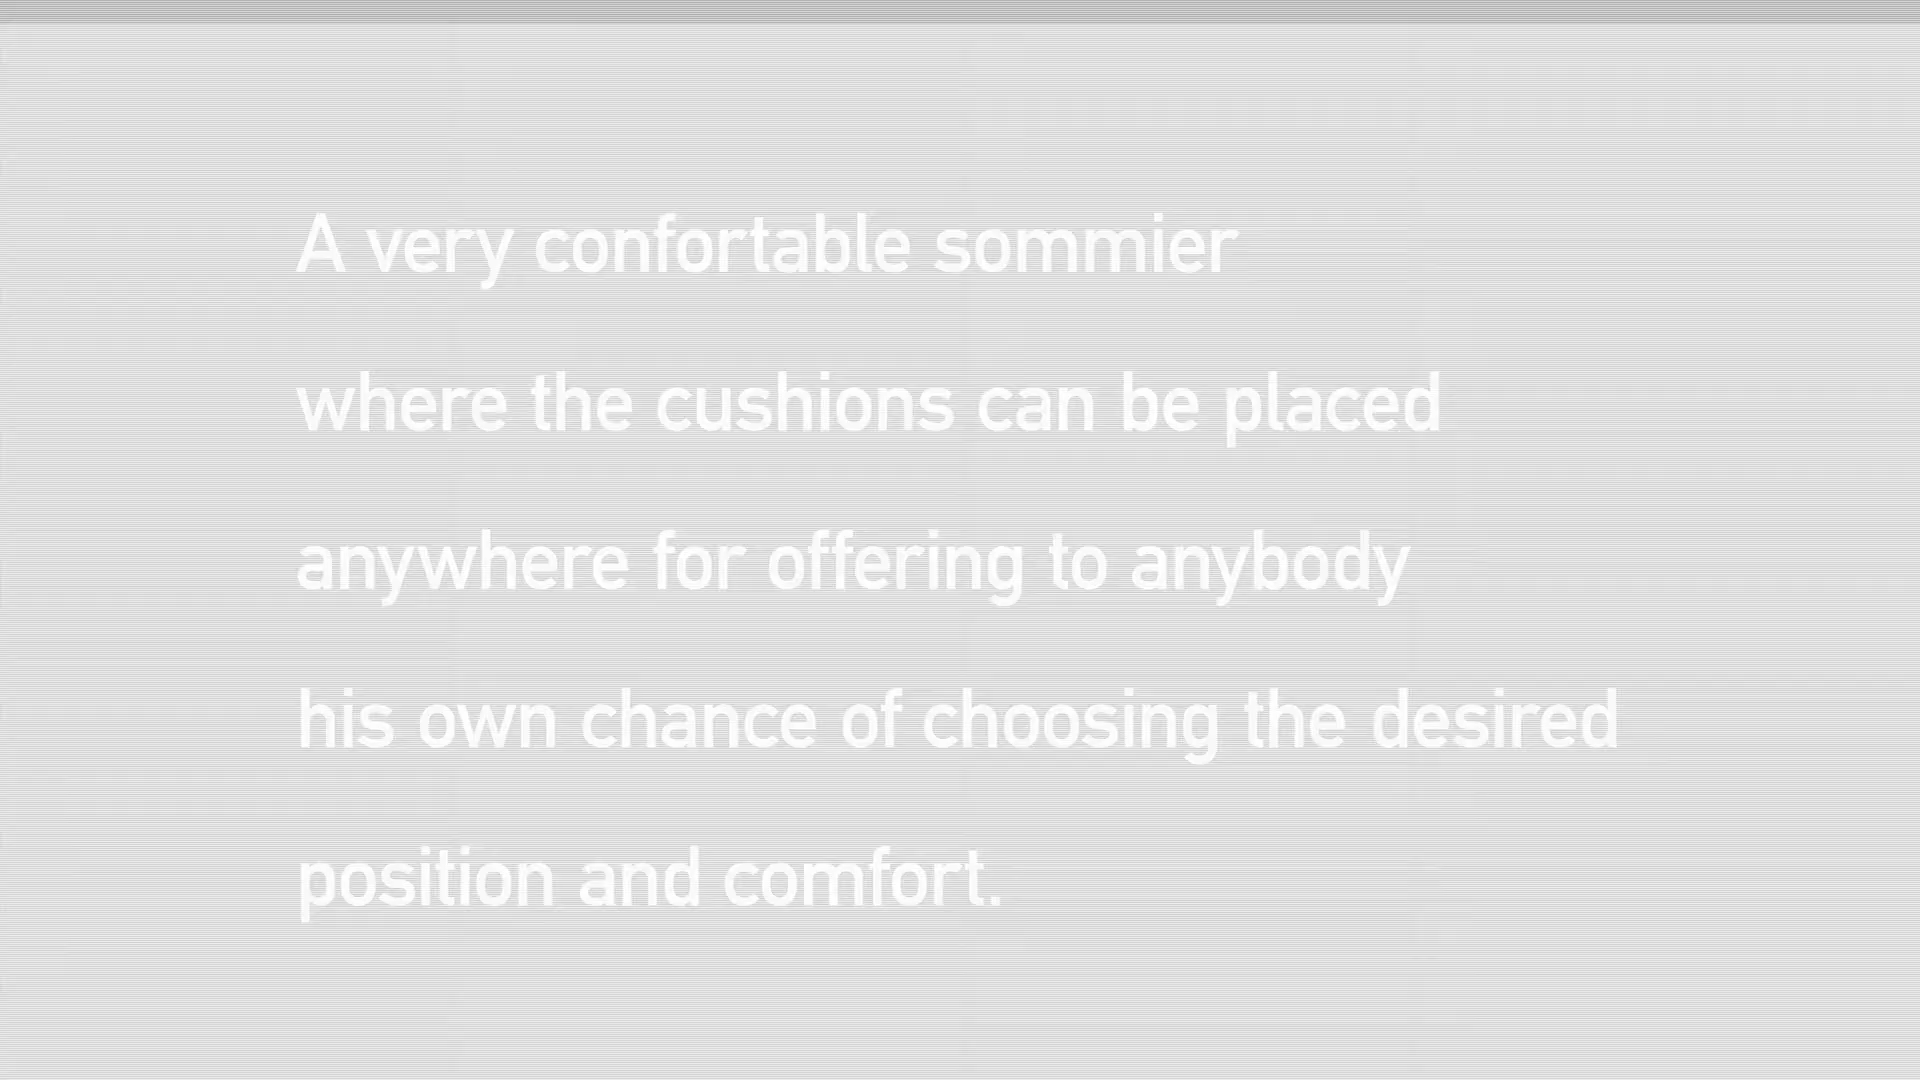 A very confortable sommier
where the cushions can be placed
anywhere for offering to anybody
his own chance of choosing the desired
position and comfort.